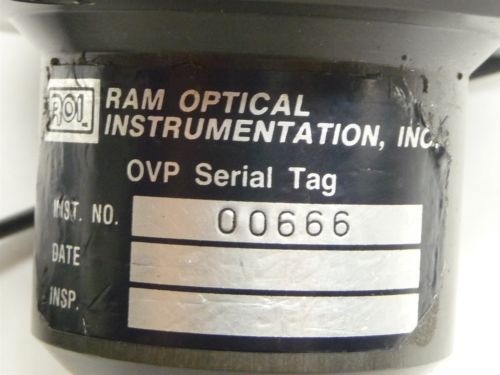 ROI RAM OPTICAL
INSTRUMENTATION, INC.
OVP Serial Tag
INST. NO. 00666
DATE
INSP.